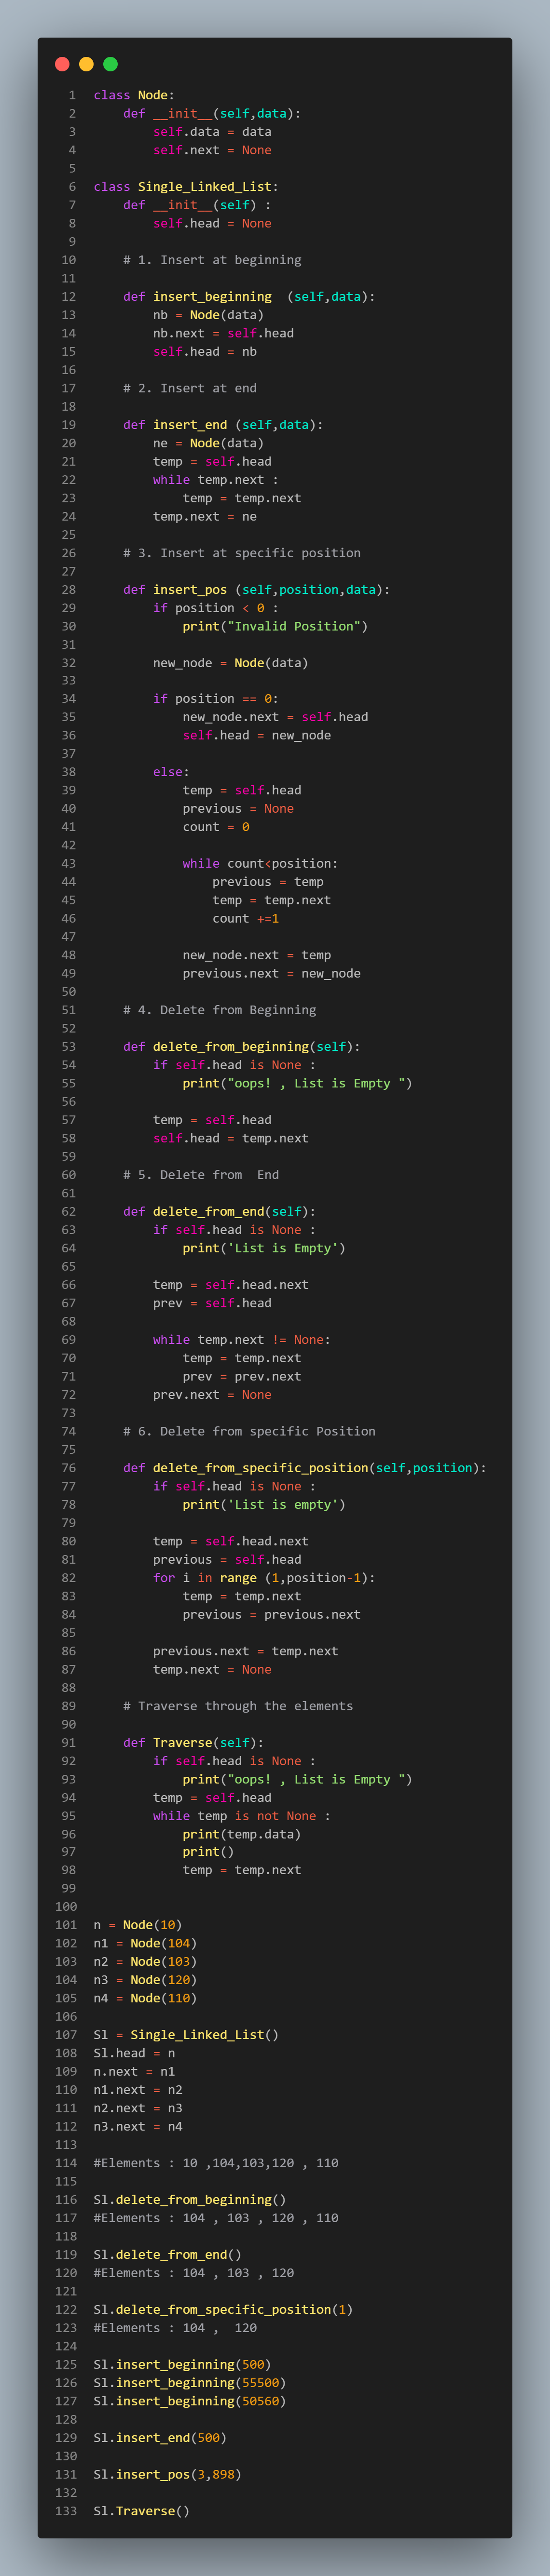 1 class Node:
2     def __init__(self,data):
3         self.data = data
4         self.next = None
5
6 class Single_Linked_List:
7     def __init__(self) :
8         self.head = None
9
10     # 1. Insert at beginning
11
12     def insert_beginning  (self,data):
13         nb = Node(data)
14         nb.next = self.head
15         self.head = nb
16
17     # 2. Insert at end
18
19     def insert_end (self,data):
20         ne = Node(data)
21         temp = self.head
22         while temp.next :
23             temp = temp.next
24         temp.next = ne
25
26     # 3. Insert at specific position
27
28     def insert_pos (self,position,data):
29         if position < 0 :
30             print("Invalid Position")
31
32         new_node = Node(data)
33
34         if position == 0:
35             new_node.next = self.head
36             self.head = new_node
37
38         else:
39             temp = self.head
40             previous = None
41             count = 0
42
43             while count<position:
44                 previous = temp
45                 temp = temp.next
46                 count +=1
47
48             new_node.next = temp
49             previous.next = new_node
50
51     # 4. Delete from Beginning
52
53     def delete_from_beginning(self):
54         if self.head is None :
55             print("oops! , List is Empty ")
56
57         temp = self.head
58         self.head = temp.next
59
60     # 5. Delete from  End
61
62     def delete_from_end(self):
63         if self.head is None :
64             print('List is Empty')
65
66         temp = self.head.next
67         prev = self.head
68
69         while temp.next != None:
70             temp = temp.next
71             prev = prev.next
72         prev.next = None
73
74     # 6. Delete from specific Position
75
76     def delete_from_specific_position(self,position):
77         if self.head is None :
78             print('List is empty')
79
80         temp = self.head.next
81         previous = self.head
82         for i in range (1,position-1):
83             temp = temp.next
84             previous = previous.next
85
86         previous.next = temp.next
87         temp.next = None
88
89     # Traverse through the elements
90
91     def Traverse(self):
92         if self.head is None :
93             print("oops! , List is Empty ")
94         temp = self.head
95         while temp is not None :
96             print(temp.data)
97             print()
98             temp = temp.next
99
100
101 n = Node(10)
102 n1 = Node(104)
103 n2 = Node(103)
104 n3 = Node(120)
105 n4 = Node(110)
106
107 Sl = Single_Linked_List()
108 Sl.head = n
109 n.next = n1
110 n1.next = n2
111 n2.next = n3
112 n3.next = n4
113
114 #Elements : 10 ,104,103,120 , 110
115
116 Sl.delete_from_beginning()
117 #Elements : 104 , 103 , 120 , 110
118
119 Sl.delete_from_end()
120 #Elements : 104 , 103 , 120
121
122 Sl.delete_from_specific_position(1)
123 #Elements : 104 ,  120
124
125 Sl.insert_beginning(500)
126 Sl.insert_beginning(55500)
127 Sl.insert_beginning(50560)
128
129 Sl.insert_end(500)
130
131 Sl.insert_pos(3,898)
132
133 Sl.Traverse()